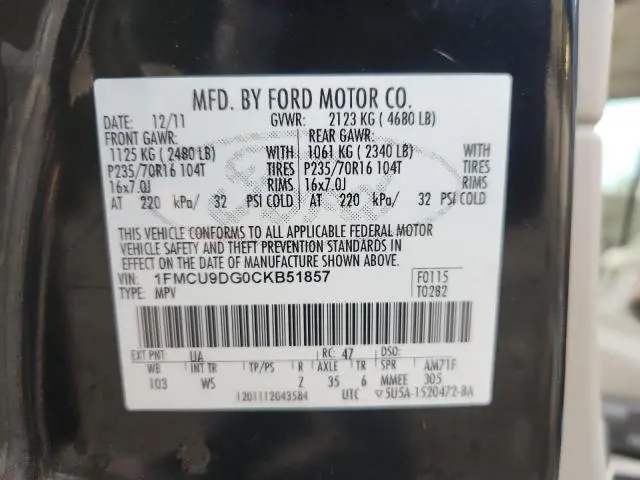 MFD. BY FORD MOTOR CO.
DATE: 12/11 GVWR: 2123 KG ( 4680 LB)
FRONT GAWR: REAR GAWR:
1125 KG ( 2480 LB) WITH 1061 KG ( 2340 LB) WITH
P235/70R16 104T TIRES P235/70R16 104T TIRES
16x7.0J RIMS 16x7.0J RIMS
AT 220 kPa/ 32 PSI COLD AT 220 kPa/ 32 PSI COLD
THIS VEHICLE CONFORMS TO ALL APPLICABLE FEDERAL MOTOR
VEHICLE SAFETY AND THEFT PREVENTION STANDARDS IN
EFFECT ON THE DATE OF MANUFACTURE SHOWN ABOVE.
VIN: 1FMCU9DG0CKB51857 F0115
TYPE: MPV T0282
EXT PNT: UA RC: 47 DSO:
WB INT TR TP/PS R AXLE TR SPR AM71F
103 WS Z 35 6 MMEE 305
1201112043584 UTC ▽5U5A-1520472-BA